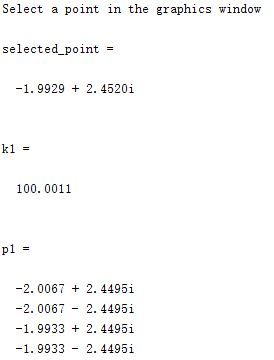 Select a point in the graphics window
selected_point =
-1.9929 + 2.4520i
k1 =
100.0011
p1 =
-2.0067 + 2.4495i
-2.0067 - 2.4495i
-1.9933 + 2.4495i
-1.9933 - 2.4495i